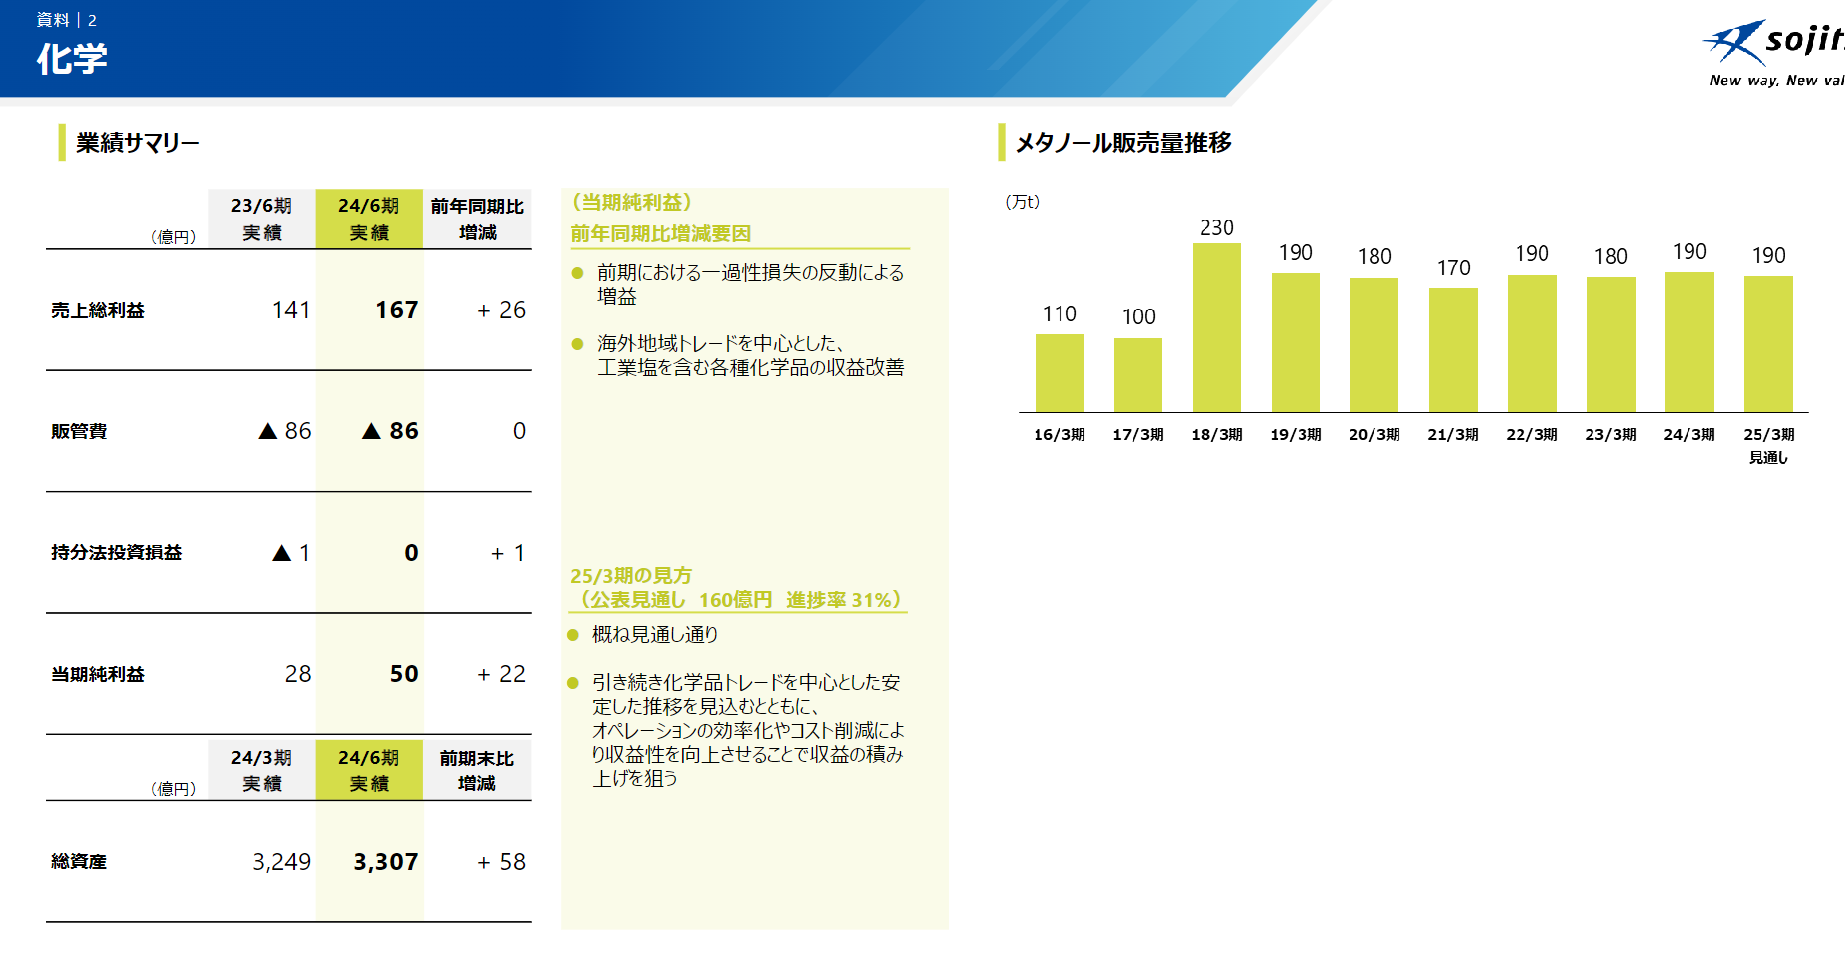 資料｜2
化学
sojit
New way, New val
業績サマリー
（億円）
23/6期
実績
24/6期
実績
前年同期比
増減
売上総利益 141 167 + 26
販管費 ▲ 86 ▲ 86 0
持分法投資損益 ▲ 1 0 + 1
当期純利益 28 50 + 22
（億円）
24/3期
実績
24/6期
実績
前期末比
増減
総資産 3,249 3,307 + 58
（当期純利益）
前年同期比増減要因
● 前期における一過性損失の反動による
増益
● 海外地域トレードを中心とした、
工業塩を含む各種化学品の収益改善
25/3期の見方
（公表見通し 160億円 進捗率 31%）
● 概ね見通し通り
● 引き続き化学品トレードを中心とした安
定した推移を見込むとともに、
オペレーションの効率化やコスト削減によ
り収益性を向上させることで収益の積み
上げを狙う
メタノール販売量推移
（万t）
110 100 230 190 180 170 190 180 190 190
16/3期 17/3期 18/3期 19/3期 20/3期 21/3期 22/3期 23/3期 24/3期 25/3期
見通し